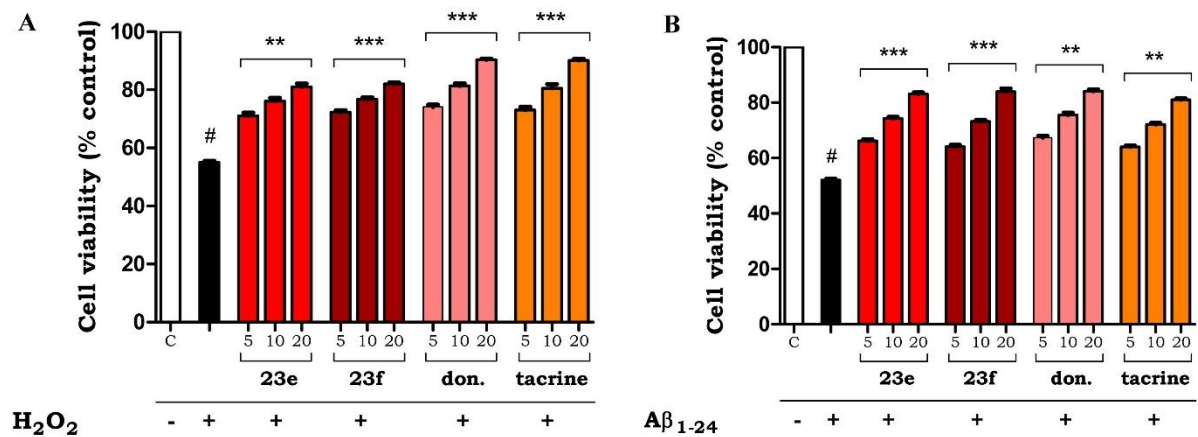 A
Cell viability (% control)
100
80
60
40
20
0
#
** *** *** ***
C 5 10 20 5 10 20 5 10 20 5 10 20
23e 23f don. tacrine
H₂O₂ - + + + + +
B
Cell viability (% control)
100
80
60
40
20
0
#
*** *** ** **
C 5 10 20 5 10 20 5 10 20 5 10 20
23e 23f don. tacrine
Aβ₁₋₂₄ - + + + + +